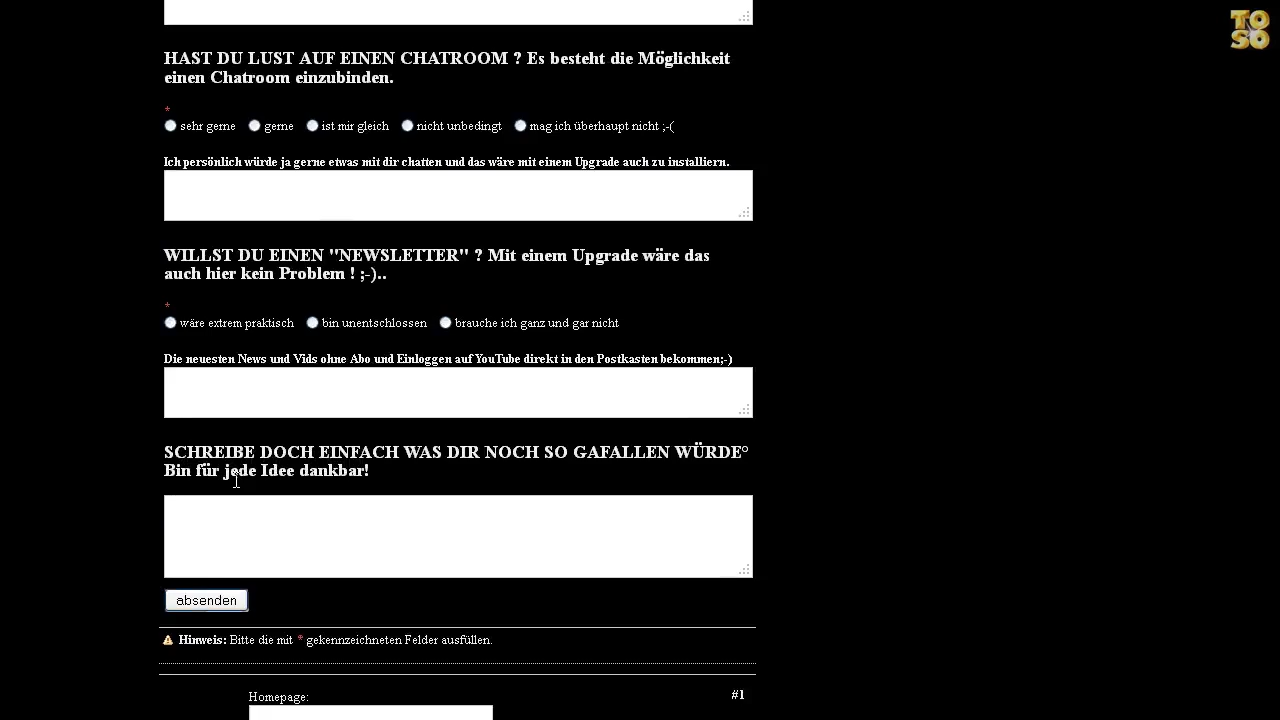 TO
SO
HAST DU LUST AUF EINEN CHATROOM ? Es besteht die Möglichkeit
einen Chatroom einzubinden.
*
sehr gerne gerne ist mir gleich nicht unbedingt mag ich überhaupt nicht ;-(
Ich persönlich würde ja gerne etwas mit dir chatten und das wäre mit einem Upgrade auch zu installiern.
WILLST DU EINEN "NEWSLETTER" ? Mit einem Upgrade wäre das
auch hier kein Problem ! ;-)..
*
wäre extrem praktisch bin unentschlossen brauche ich ganz und gar nicht
Die neuesten News und Vids ohne Abo und Einloggen auf YouTube direkt in den Postkasten bekommen;-)
SCHREIBE DOCH EINFACH WAS DIR NOCH SO GAFALLEN WÜRDE°
Bin für jede Idee dankbar!
absenden
Hinweis: Bitte die mit * gekennzeichneten Felder ausfüllen.
Homepage: #1